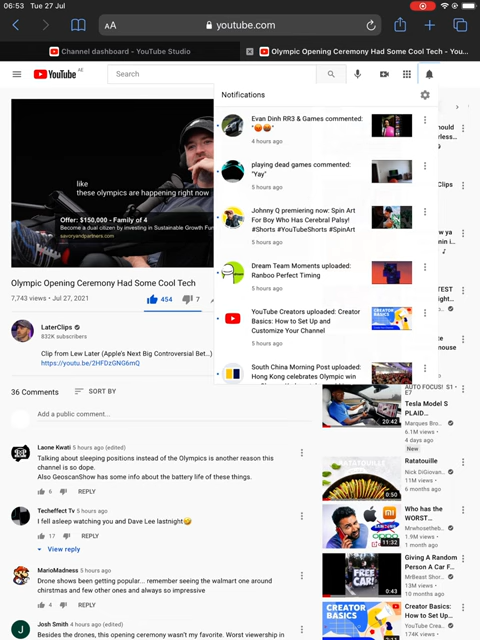 06:53 Tue 27 Jul
AA
youtube.com
Channel dashboard - YouTube Studio
Olympic Opening Ceremony Had Some Cool Tech - You...
YouTube AE
Search
Notifications
Evan Dinh RR3 & Games commented:
"😡😡"
4 hours ago
playing dead games commented:
"Yay"
5 hours ago
Johnny Q premiering now: Spin Art
For Boy Who Has Cerebral Palsy!
#Shorts #YouTubeShorts #SpinArt
5 hours ago
Dream Team Moments uploaded:
Ranboo Perfect Timing
5 hours ago
YouTube Creators uploaded: Creator
Basics: How to Set Up and
Customize Your Channel
5 hours ago
South China Morning Post uploaded:
Hong Kong celebrates Olympic win
like
these olympics are happening right now
Offer: $150,000 - Family of 4
Become a dual citizen by investing in Sustainable Growth Fun
savoryandpartners.com
Olympic Opening Ceremony Had Some Cool Tech
7,743 views • Jul 27, 2021
454
7
LaterClips
832K subscribers
Clip from Lew Later (Apple's Next Big Controversial Bet...)
https://youtu.be/2HFDzGNG6mQ
36 Comments
SORT BY
Add a public comment...
Laone Kwati 5 hours ago (edited)
Talking about sleeping positions instead of the Olympics is another reason this
channel is so dope.
Also GeoscanShow has some info about the battery life of these things.
6
REPLY
Techeffect Tv 5 hours ago
I fell asleep watching you and Dave Lee lastnight🤣
17
REPLY
View reply
MarioMadness 5 hours ago
Drone shows been getting popular... remember seeing the walmart one around
chirstmas and few other ones and always so impressive
4
REPLY
J
Josh Smith 4 hours ago (edited)
Besides the drones, this opening ceremony wasn't my favorite. Worst viewership in
Clips
AUTO FOCUS! S1 •
E7
Tesla Model S
PLAID...
Marques Bro...
6.1M views •
4 days ago
New
20:42
Ratatouille
Nick DiGiovan...
11M views •
6 months ago
0:50
Who has the
WORST...
Mrwhosetheb...
1.9M views •
1 month ago
mi
oppo
11:32
Giving A Random
Person A Car F...
MrBeast Shor...
13M views •
10 months ago
FREE
CAR!
0:43
Creator Basics:
How to Set Up...
YouTube Crea...
174K views •
CREATOR
BASICS